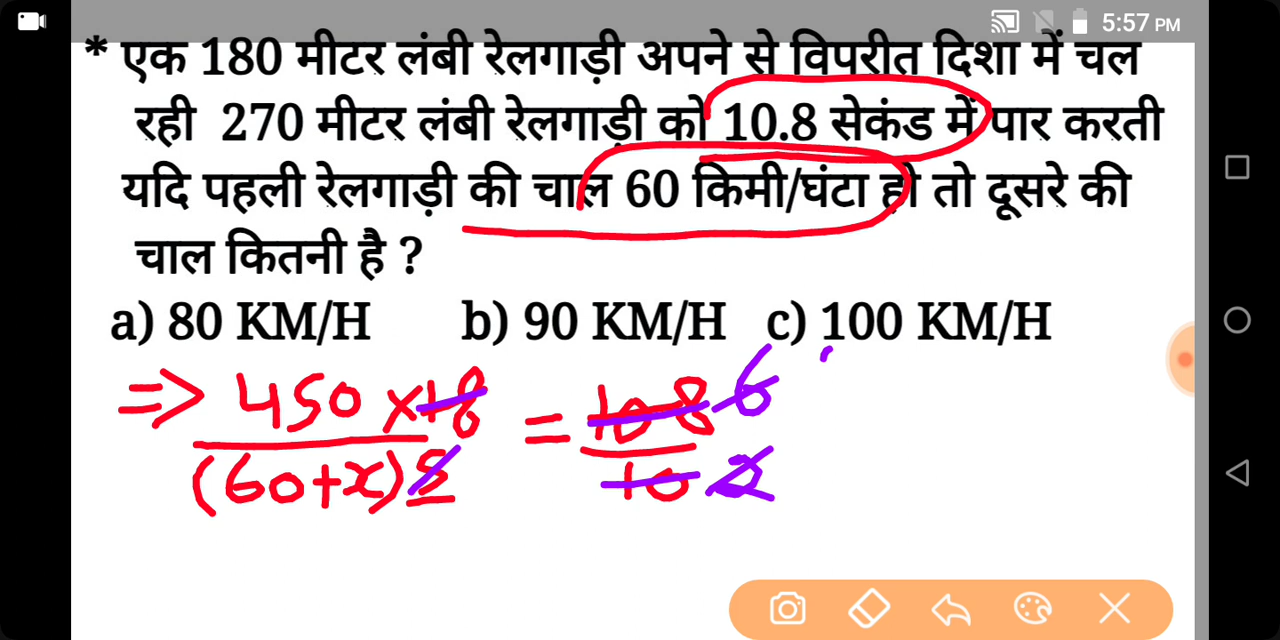 5:57 PM
* एक 180 मीटर लंबी रेलगाड़ी अपने से विपरीत दिशा में चल
रही 270 मीटर लंबी रेलगाड़ी को 10.8 सेकंड में पार करती
यदि पहली रेलगाड़ी की चाल 60 किमी/घंटा हो तो दूसरे की
चाल कितनी है ?
a) 80 KM/H b) 90 KM/H c) 100 KM/H
=> 450 x 18 = 108 6
(60+x) 5 10 2